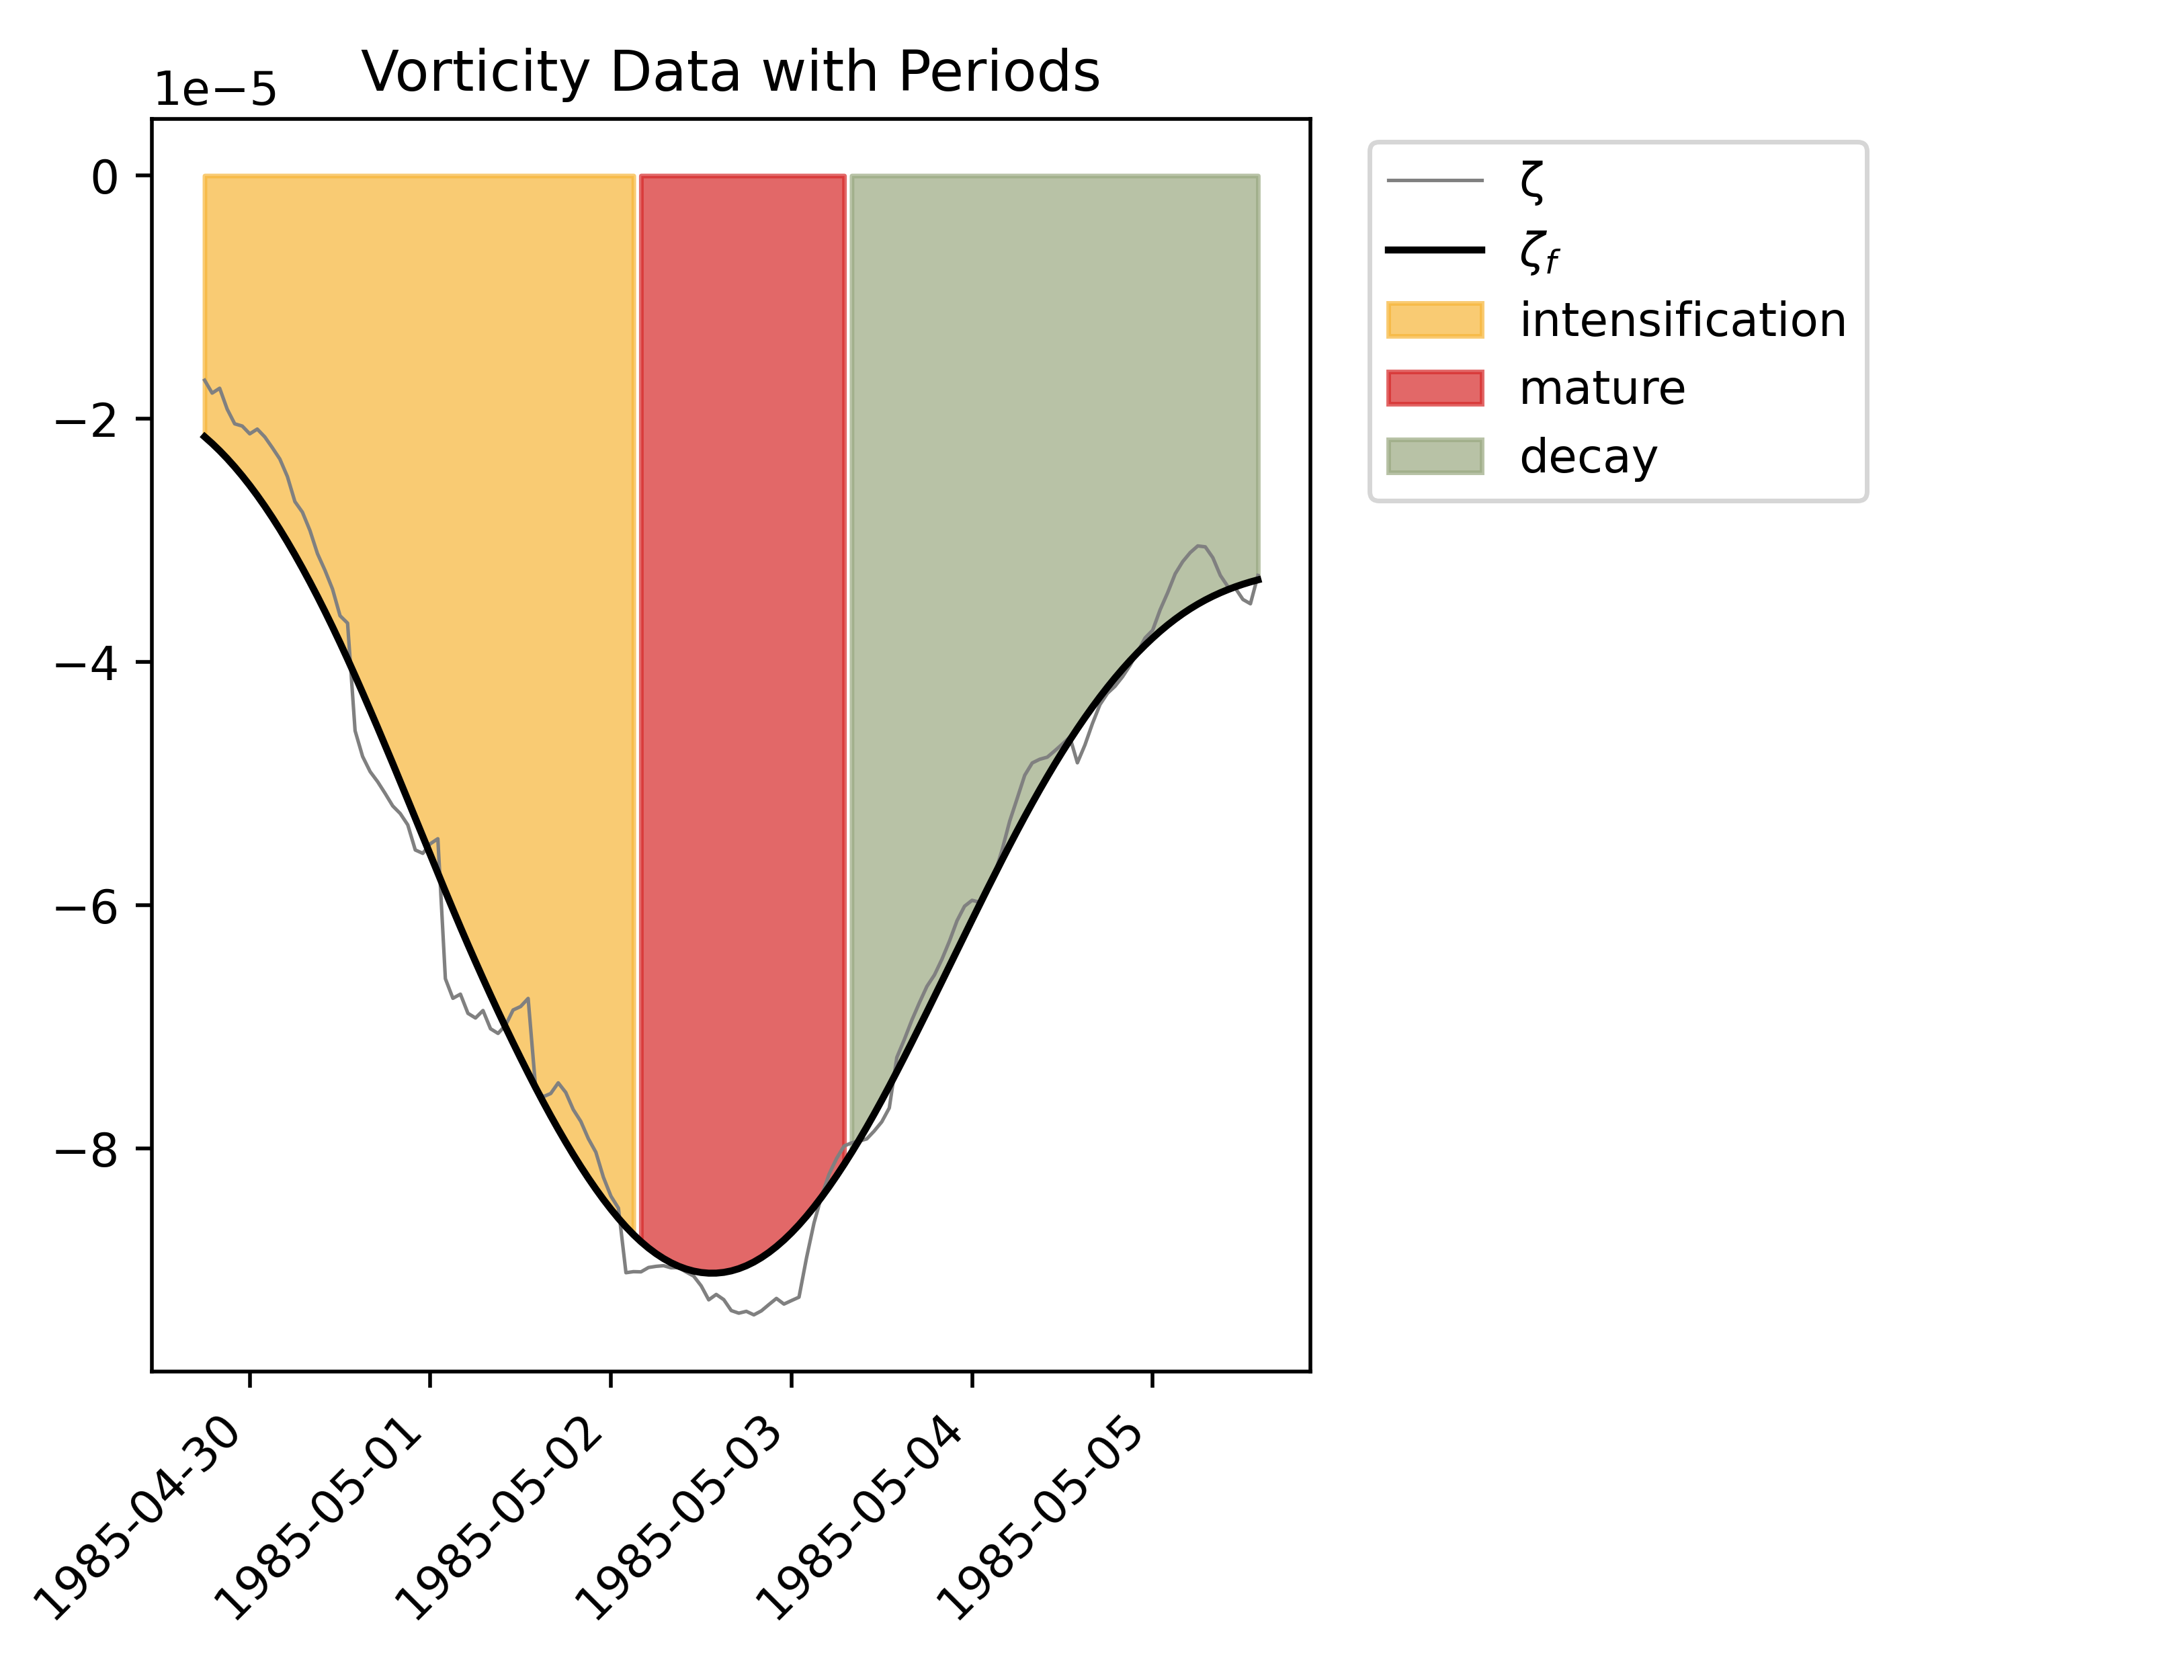 Vorticity Data with Periods
1e−5
0
−2
−4
−6
−8
1985-04-30
1985-05-01
1985-05-02
1985-05-03
1985-05-04
1985-05-05
ζ
ζf
intensification
mature
decay